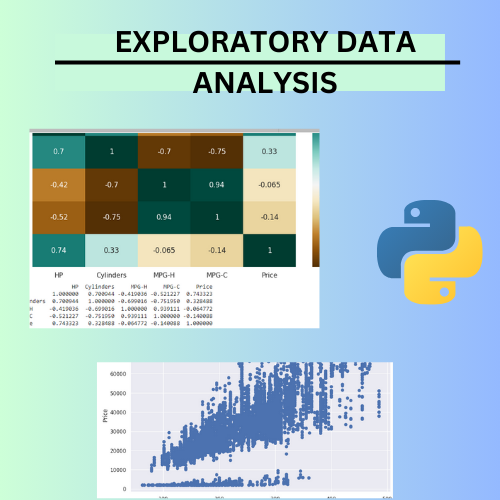 EXPLORATORY DATA
ANALYSIS
0.7 1 -0.7 -0.75 0.33
-0.42 -0.7 1 0.94 -0.065
-0.52 -0.75 0.94 1 -0.14
0.74 0.33 -0.065 -0.14 1
HP Cylinders MPG-H MPG-C Price
HP Cylinders MPG-H MPG-C Price
1.000000 0.700944 -0.419036 -0.521227 0.743323
nders 0.700944 1.000000 -0.699016 -0.751950 0.328488
H -0.419036 -0.699016 1.000000 0.939111 -0.064772
C -0.521227 -0.751950 0.939111 1.000000 -0.140088
e 0.743323 0.328488 -0.064772 -0.140088 1.000000
60000
50000
40000
Price
30000
20000
10000
0